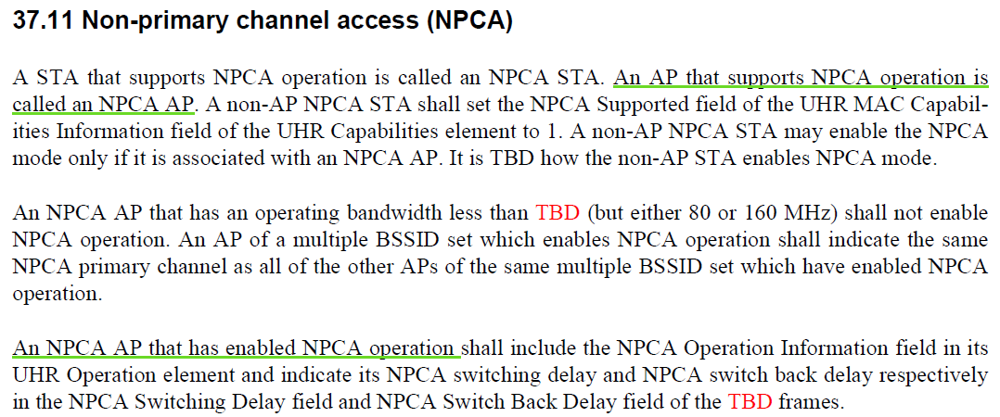 37.11 Non-primary channel access (NPCA)
A STA that supports NPCA operation is called an NPCA STA. An AP that supports NPCA operation is
called an NPCA AP. A non-AP NPCA STA shall set the NPCA Supported field of the UHR MAC Capabil-
ities Information field of the UHR Capabilities element to 1. A non-AP NPCA STA may enable the NPCA
mode only if it is associated with an NPCA AP. It is TBD how the non-AP STA enables NPCA mode.
An NPCA AP that has an operating bandwidth less than TBD (but either 80 or 160 MHz) shall not enable
NPCA operation. An AP of a multiple BSSID set which enables NPCA operation shall indicate the same
NPCA primary channel as all of the other APs of the same multiple BSSID set which have enabled NPCA
operation.
An NPCA AP that has enabled NPCA operation shall include the NPCA Operation Information field in its
UHR Operation element and indicate its NPCA switching delay and NPCA switch back delay respectively
in the NPCA Switching Delay field and NPCA Switch Back Delay field of the TBD frames.